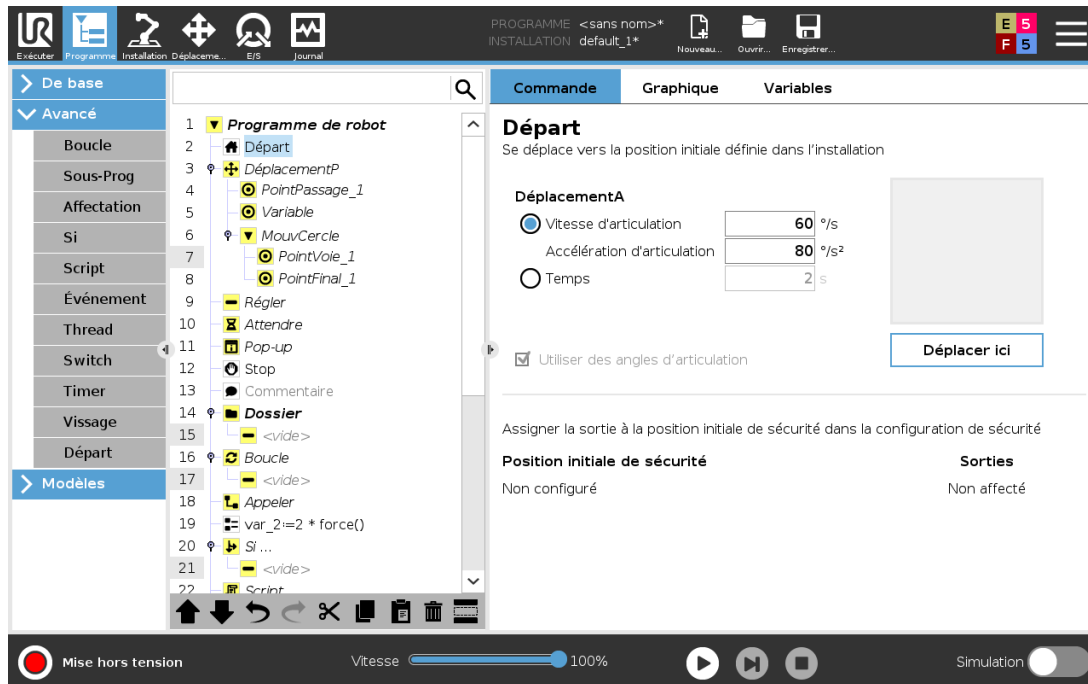 UR
Exécuter
Programme
Installation
Déplaceme...
E/S
Journal
PROGRAMME <sans nom>*
INSTALLATION default_1*
Nouveau...
Ouvrir...
Enregistrer...
E 5
F 5
De base
Avancé
Boucle
Sous-Prog
Affectation
Si
Script
Événement
Thread
Switch
Timer
Vissage
Départ
Modèles
1 Programme de robot
2 Départ
3 DéplacementP
4 PointPassage_1
5 Variable
6 MouvCercle
7 PointVoie_1
8 PointFinal_1
9 Régler
10 Attendre
11 Pop-up
12 Stop
13 Commentaire
14 Dossier
15 <vide>
16 Boucle
17 <vide>
18 Appeler
19 var_2:=2 * force()
20 Si ...
21 <vide>
22 Script
Commande
Graphique
Variables
Départ
Se déplace vers la position initiale définie dans l'installation
DéplacementA
Vitesse d'articulation 60 °/s
Accélération d'articulation 80 °/s²
Temps 2 s
Utiliser des angles d'articulation
Déplacer ici
Assigner la sortie à la position initiale de sécurité dans la configuration de sécurité
Position initiale de sécurité Sorties
Non configuré Non affecté
Mise hors tension
Vitesse 100%
Simulation